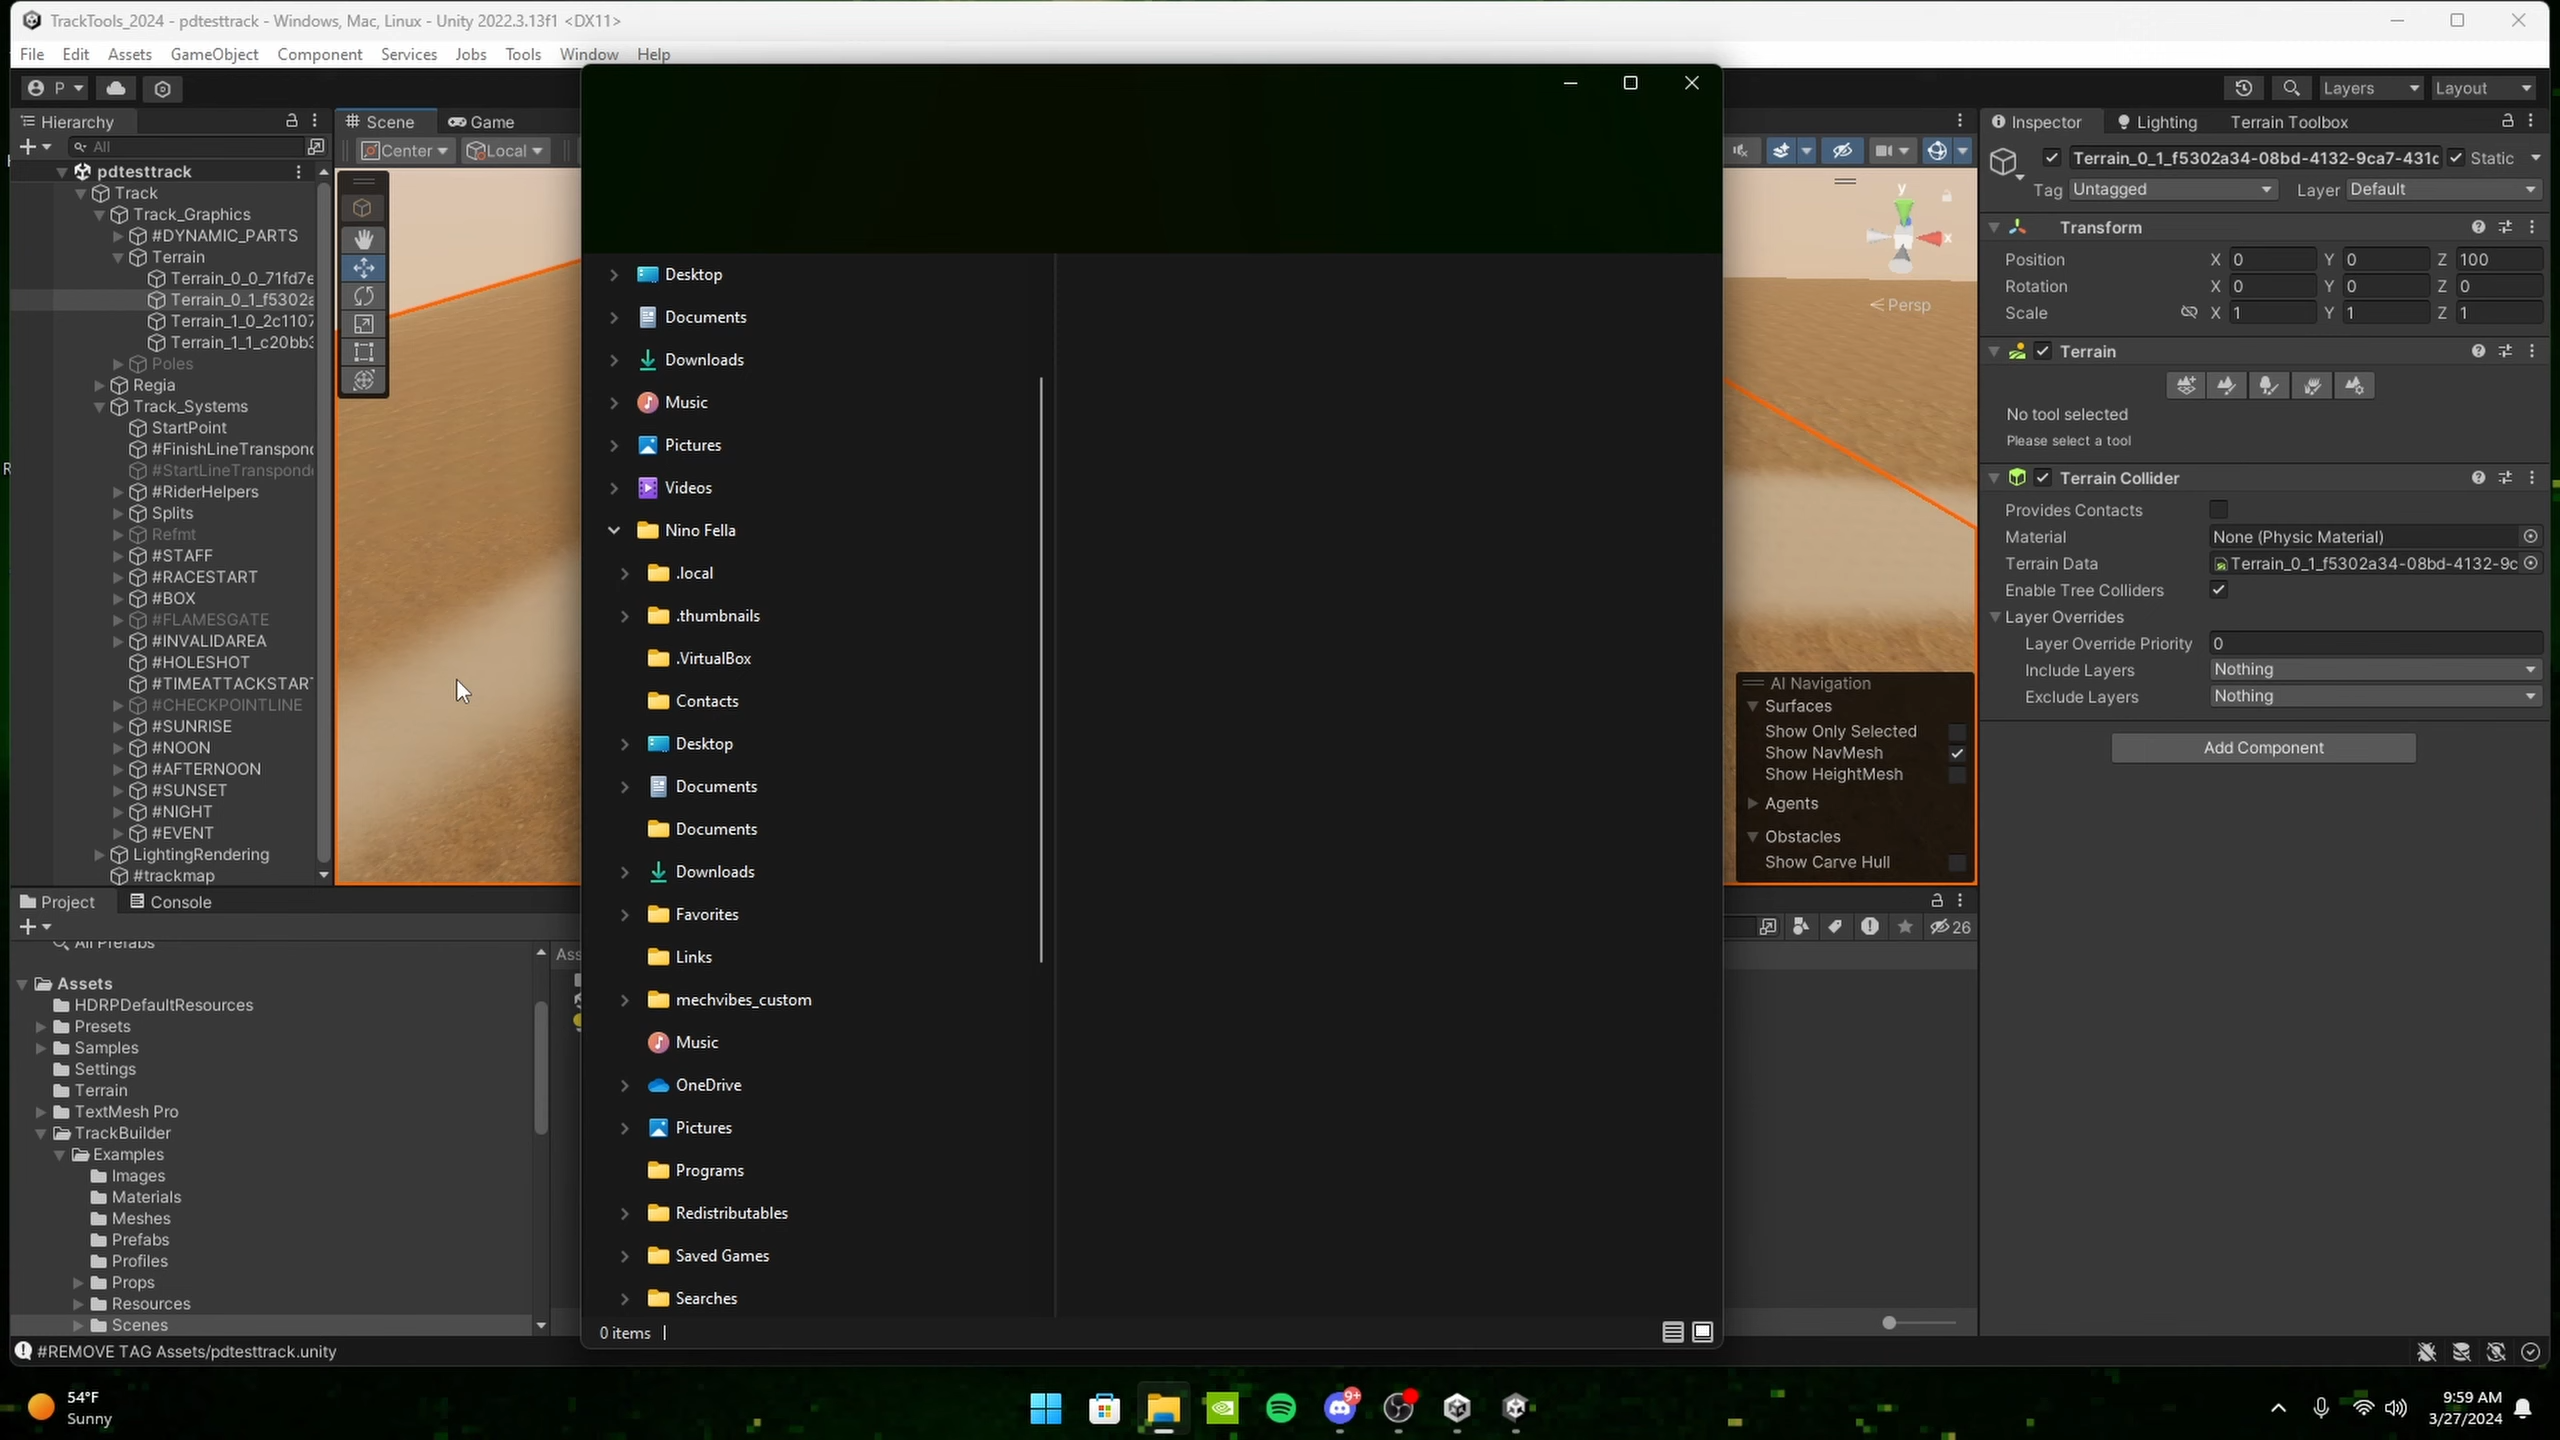 TrackTools_2024 - pdtesttrack - Windows, Mac, Linux - Unity 2022.3.13f1 <DX11>
File Edit Assets GameObject Component Services Jobs Tools Window Help
P
Layers Layout
Hierarchy
All
pdtesttrack
Track
Track_Graphics
#DYNAMIC_PARTS
Terrain
Terrain_0_0_71fd7e
Terrain_0_1_f5302a
Terrain_1_0_2c1107
Terrain_1_1_c20bb3
Poles
Regia
Track_Systems
StartPoint
#FinishLineTranspond
#StartLineTransponde
#RiderHelpers
Splits
Refmt
#STAFF
#RACESTART
#BOX
#FLAMESGATE
#INVALIDAREA
#HOLESHOT
#TIMEATTACKSTART
#CHECKPOINTLINE
#SUNRISE
#NOON
#AFTERNOON
#SUNSET
#NIGHT
#EVENT
LightingRendering
#trackmap
Scene Game
Center Local
y
x
Persp
AI Navigation
Surfaces
Show Only Selected
Show NavMesh
Show HeightMesh
Agents
Obstacles
Show Carve Hull
Desktop
Documents
Downloads
Music
Pictures
Videos
Nino Fella
.local
.thumbnails
.VirtualBox
Contacts
Desktop
Documents
Documents
Downloads
Favorites
Links
mechvibes_custom
Music
OneDrive
Pictures
Programs
Redistributables
Saved Games
Searches
0 items
Inspector Lighting Terrain Toolbox
Terrain_0_1_f5302a34-08bd-4132-9ca7-431c Static
Tag Untagged Layer Default
Transform
Position X 0 Y 0 Z 100
Rotation X 0 Y 0 Z 0
Scale X 1 Y 1 Z 1
Terrain
No tool selected
Please select a tool
Terrain Collider
Provides Contacts
Material None (Physic Material)
Terrain Data Terrain_0_1_f5302a34-08bd-4132-9c
Enable Tree Colliders
Layer Overrides
Layer Override Priority 0
Include Layers Nothing
Exclude Layers Nothing
Add Component
Project Console
26
All Prefabs
Ass
Assets
HDRPDefaultResources
Presets
Samples
Settings
Terrain
TextMesh Pro
TrackBuilder
Examples
Images
Materials
Meshes
Prefabs
Profiles
Props
Resources
Scenes
#REMOVE TAG Assets/pdtesttrack.unity
54°F
Sunny
9+
9:59 AM
3/27/2024